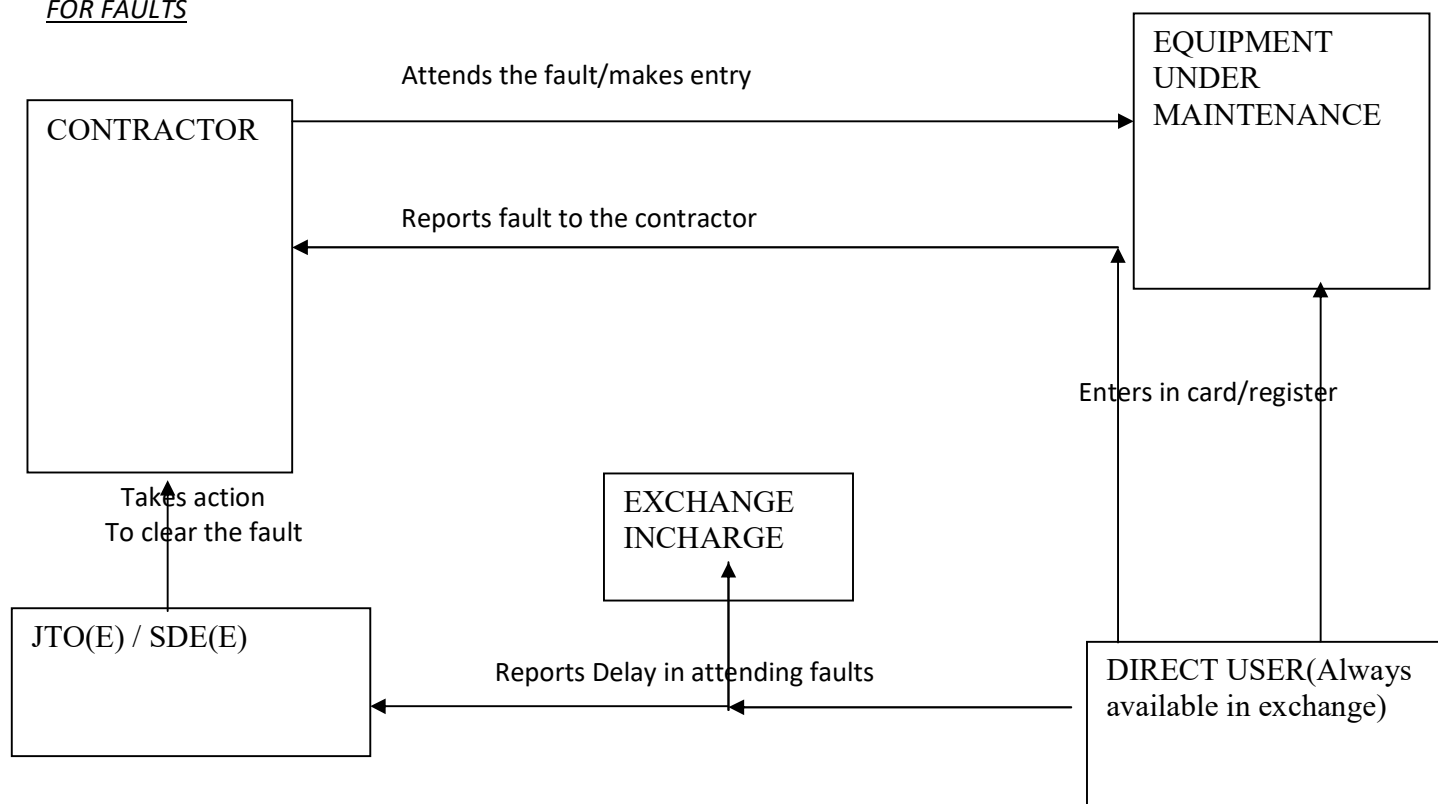 FOR FAULTS
EQUIPMENT
UNDER
MAINTENANCE
Attends the fault/makes entry
CONTRACTOR
Reports fault to the contractor
Enters in card/register
Takes action
To clear the fault
EXCHANGE
INCHARGE
JTO(E) / SDE(E)
Reports Delay in attending faults
DIRECT USER(Always
available in exchange)